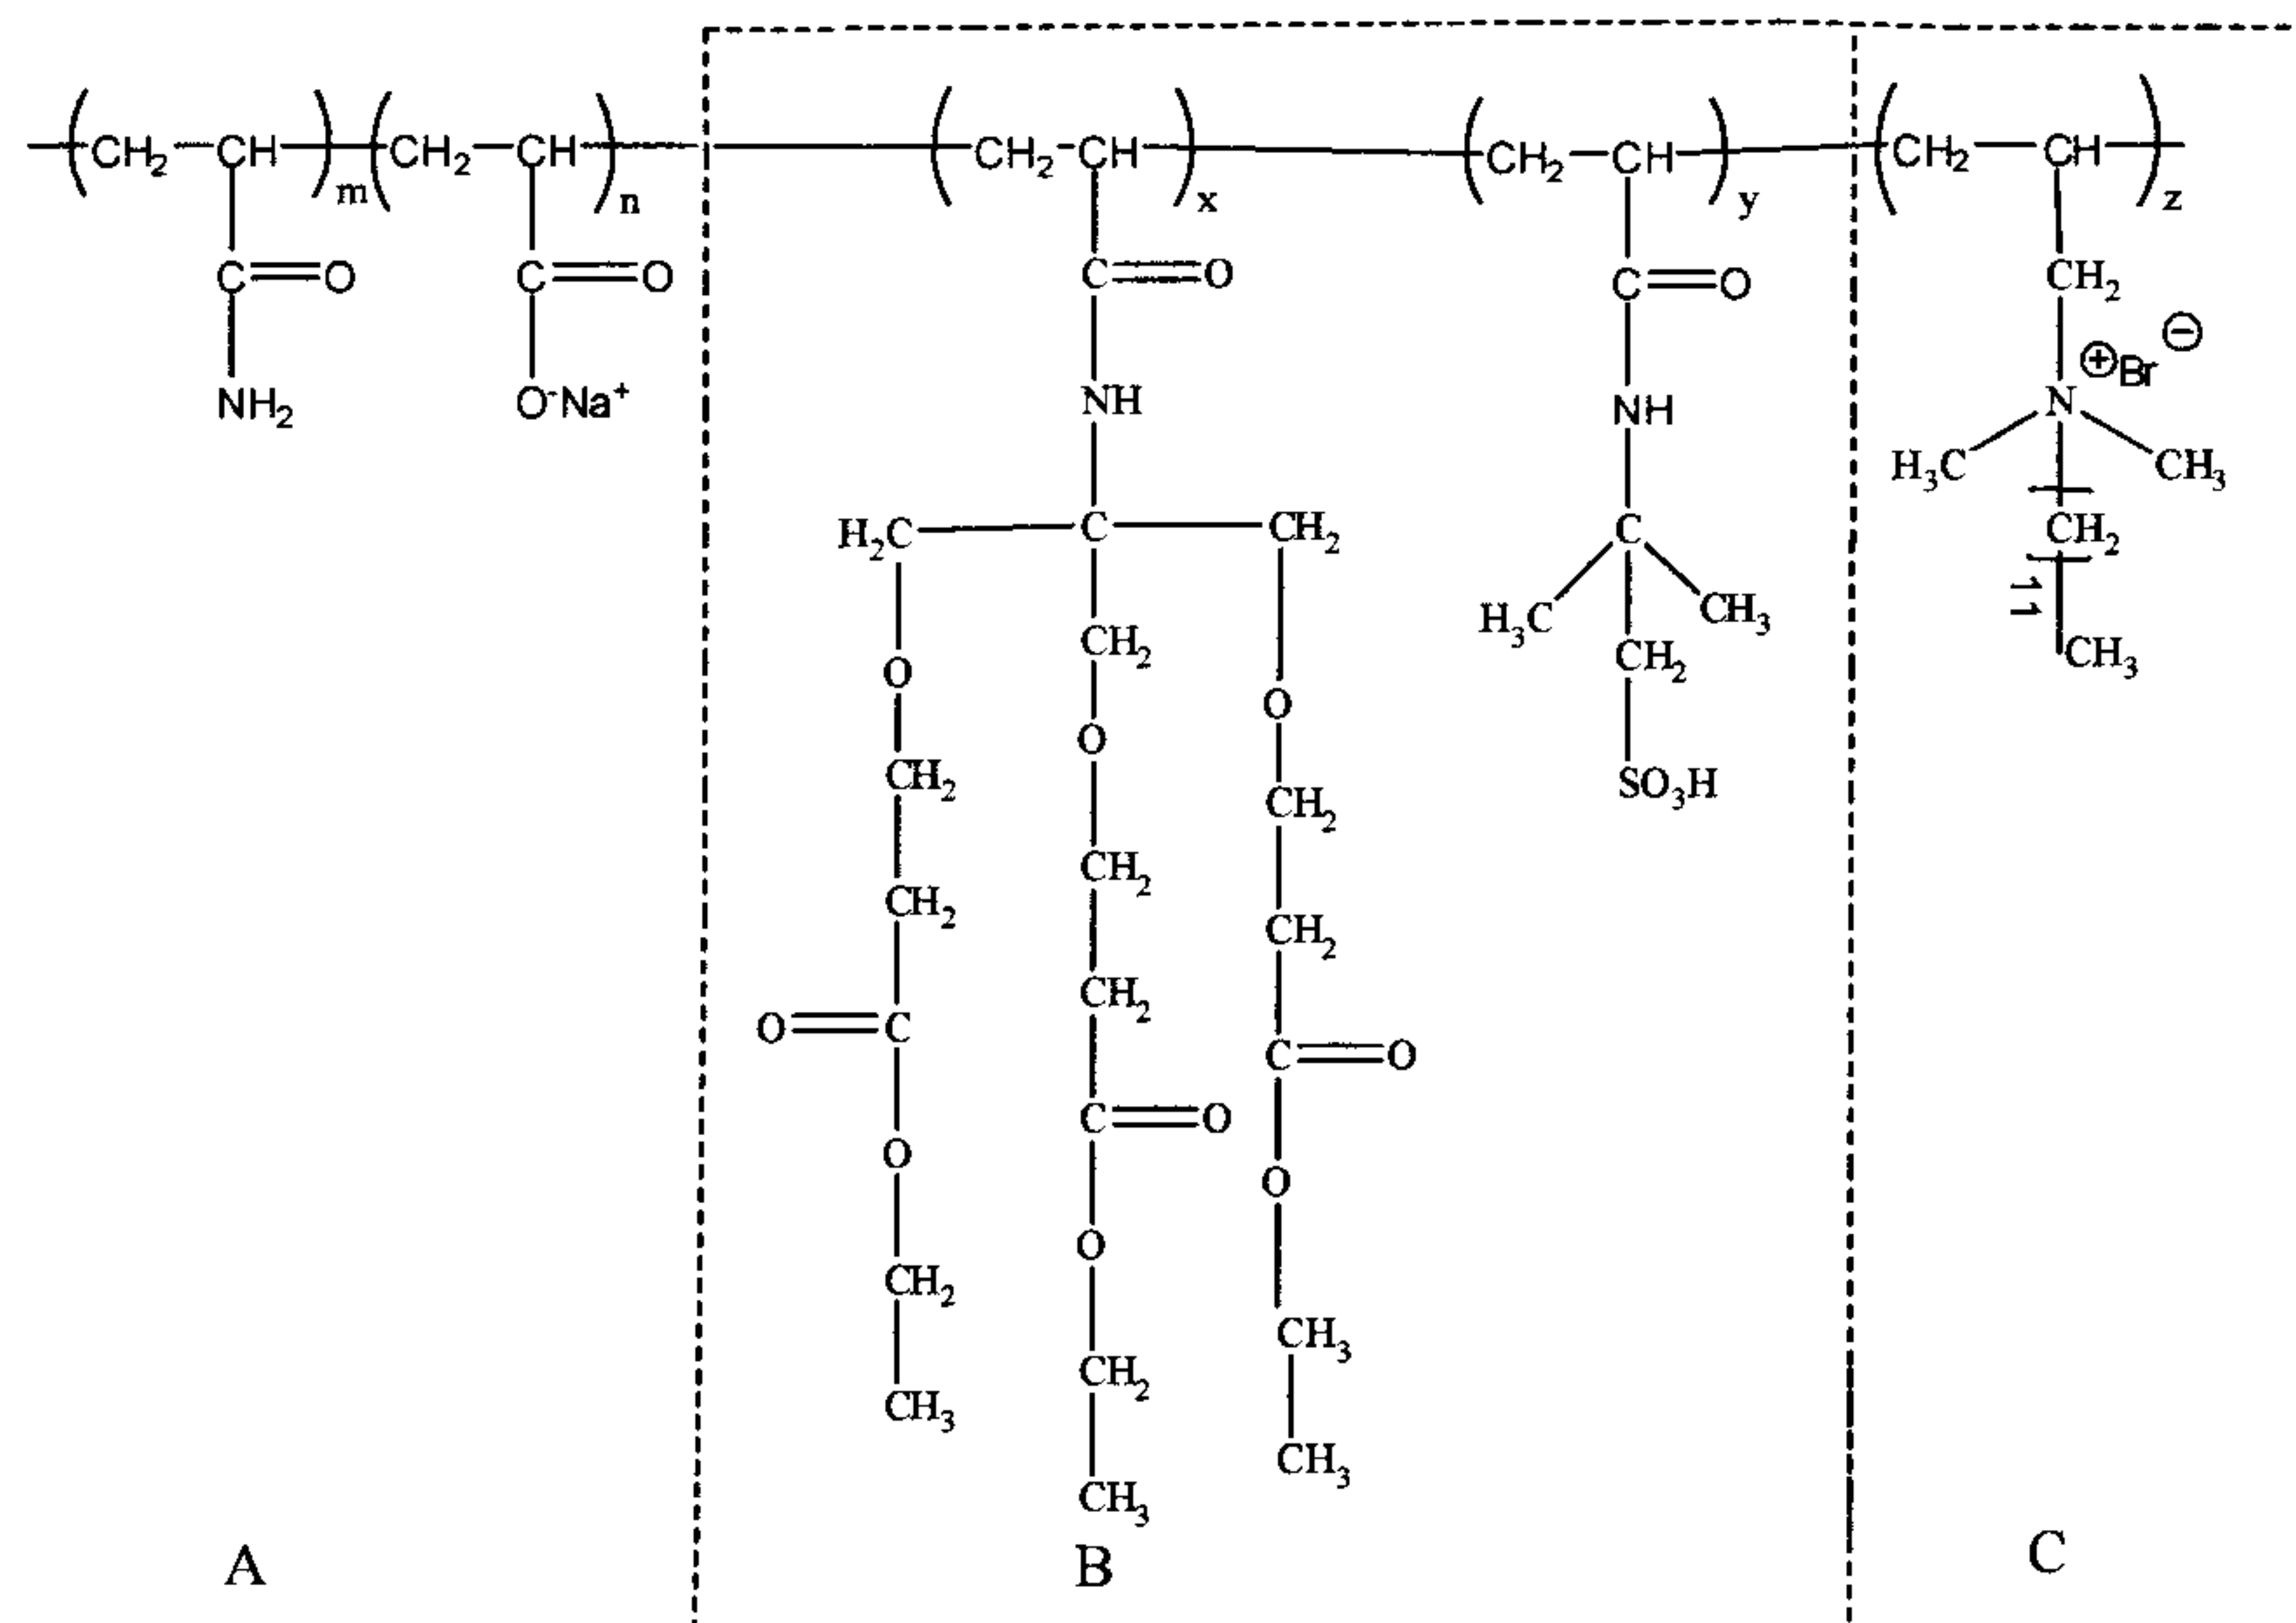 CH₂ CH m CH₂ CH n CH₂ CH x CH₂ CH y CH₂ CH z
C O C O C O C O CH₂
NH₂ O⁻Na⁺ NH NH N ⊕ Br ⊖
H₃C CH₃
H₂C C CH₂ C CH₂ 11
H₃C CH₃
CH₂ CH₂ CH₃
O O O
CH₂ CH₂ SO₃H
CH₂ CH₂ CH₂
CH₂
O C C O
C O
O O
O
CH₂ CH₃
CH₂
CH₃ CH₃
CH₃
A B C